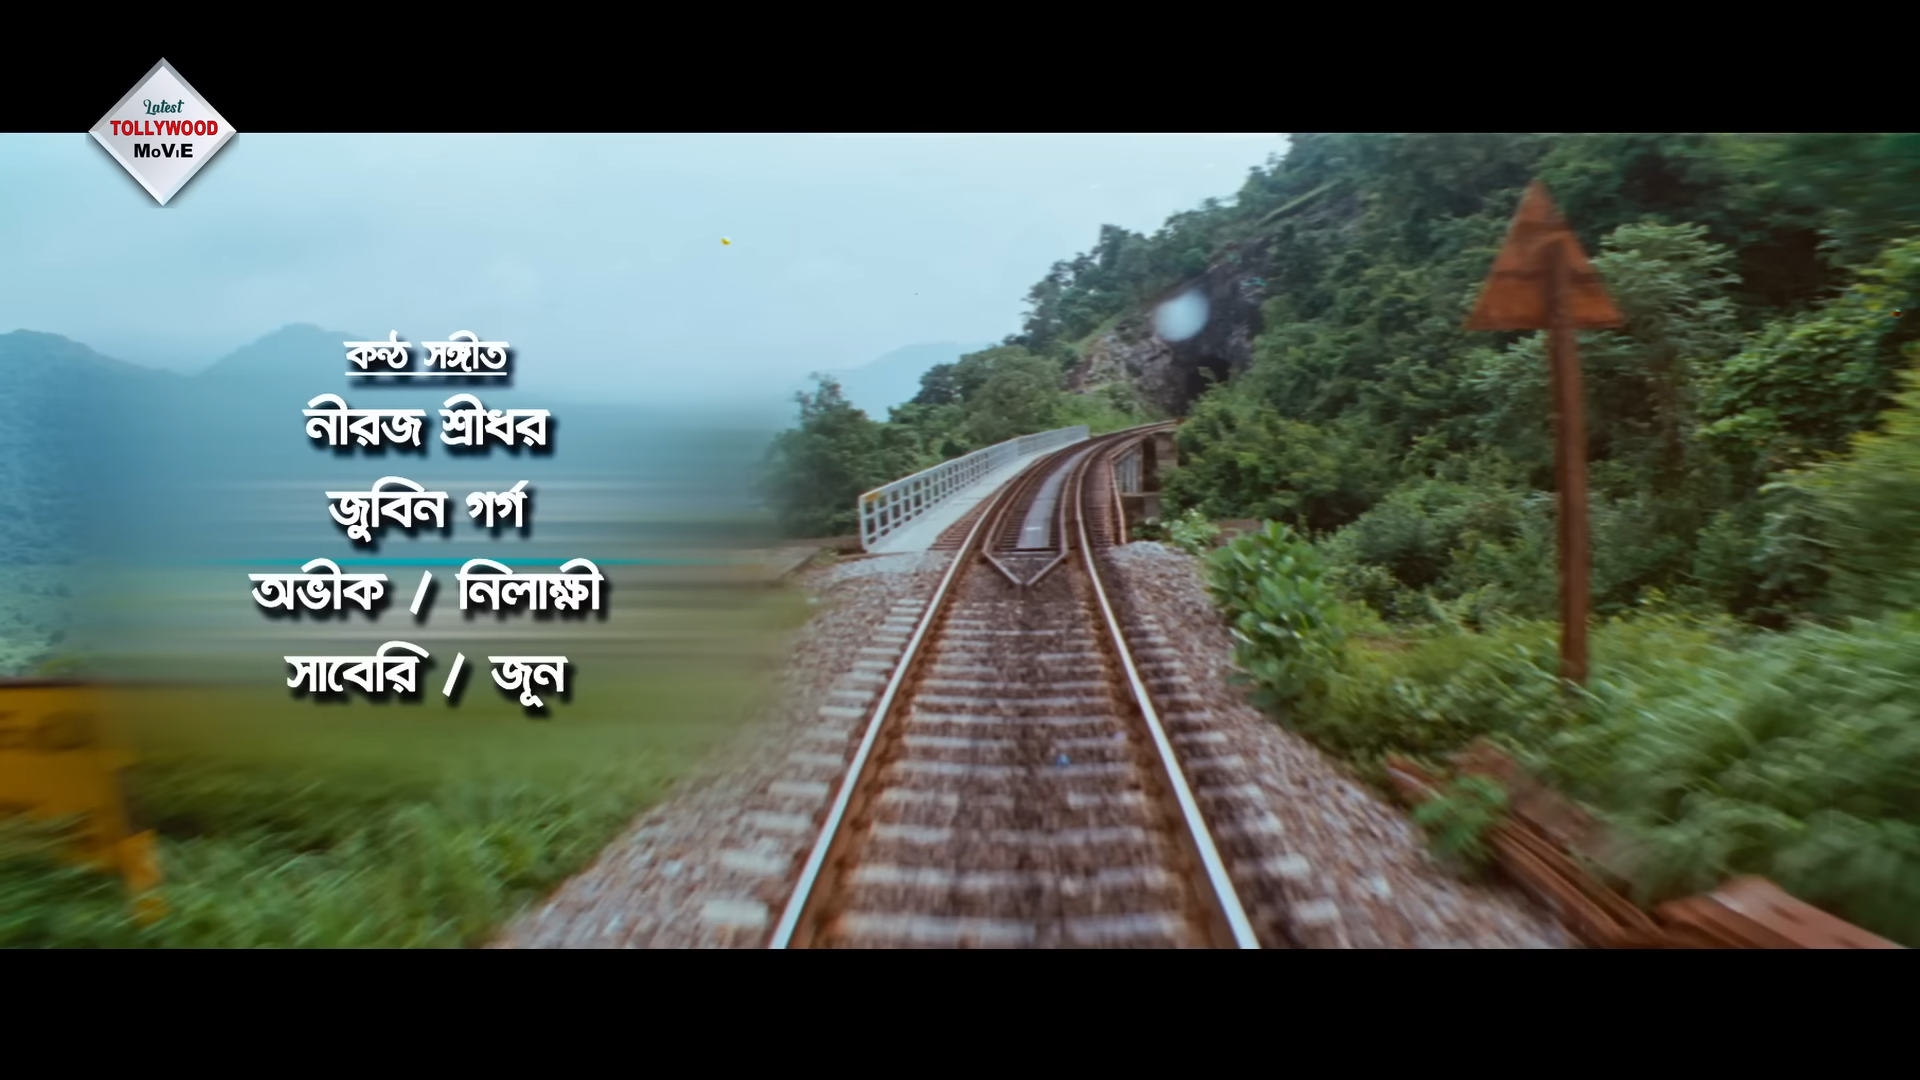 Latest
TOLLYWOOD
MoViE
কন্ঠ সঙ্গীত
নীরজ শ্রীধর
জুবিন গর্গ
অভীক / নিলাক্ষী
সাবেরি / জূন